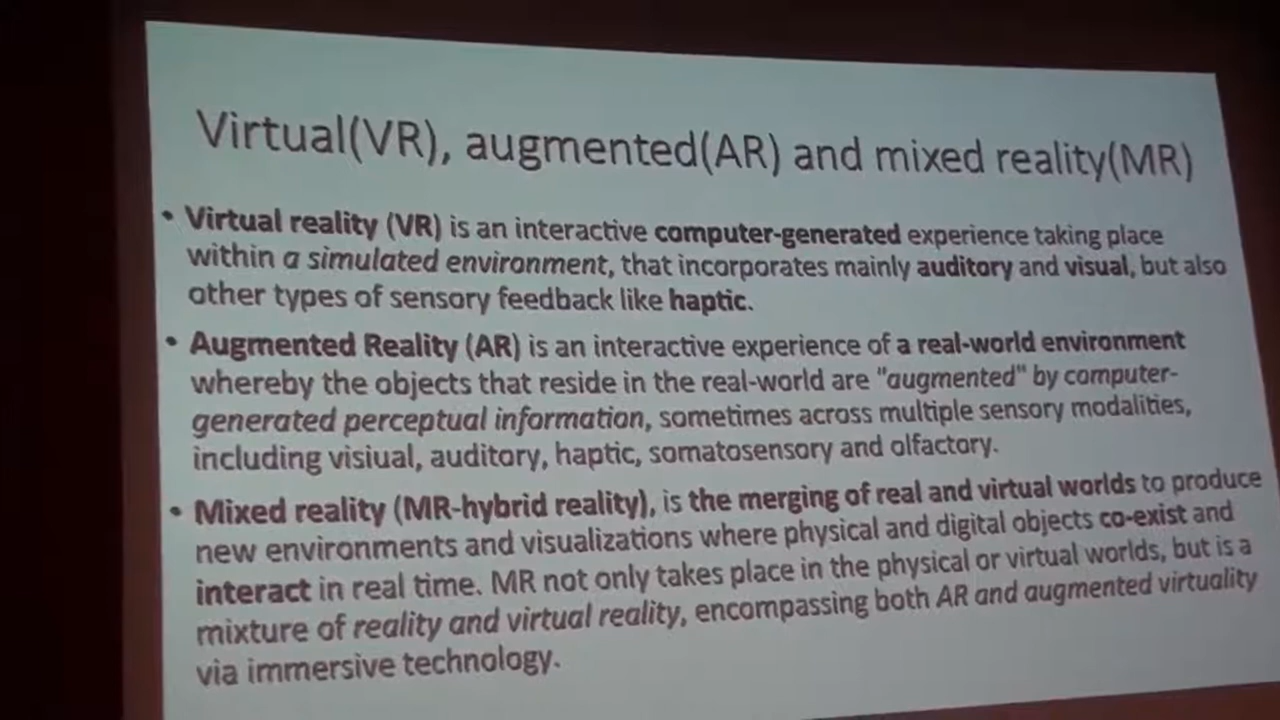 Virtual(VR), augmented(AR) and mixed reality(MR)
• Virtual reality (VR) is an interactive computer-generated experience taking place
within a simulated environment, that incorporates mainly auditory and visual, but also
other types of sensory feedback like haptic.
• Augmented Reality (AR) is an interactive experience of a real-world environment
whereby the objects that reside in the real-world are "augmented" by computer-
generated perceptual information, sometimes across multiple sensory modalities,
including visiual, auditory, haptic, somatosensory and olfactory.
• Mixed reality (MR-hybrid reality), is the merging of real and virtual worlds to produce
new environments and visualizations where physical and digital objects co-exist and
interact in real time. MR not only takes place in the physical or virtual worlds, but is a
mixture of reality and virtual reality, encompassing both AR and augmented virtuality
via immersive technology.